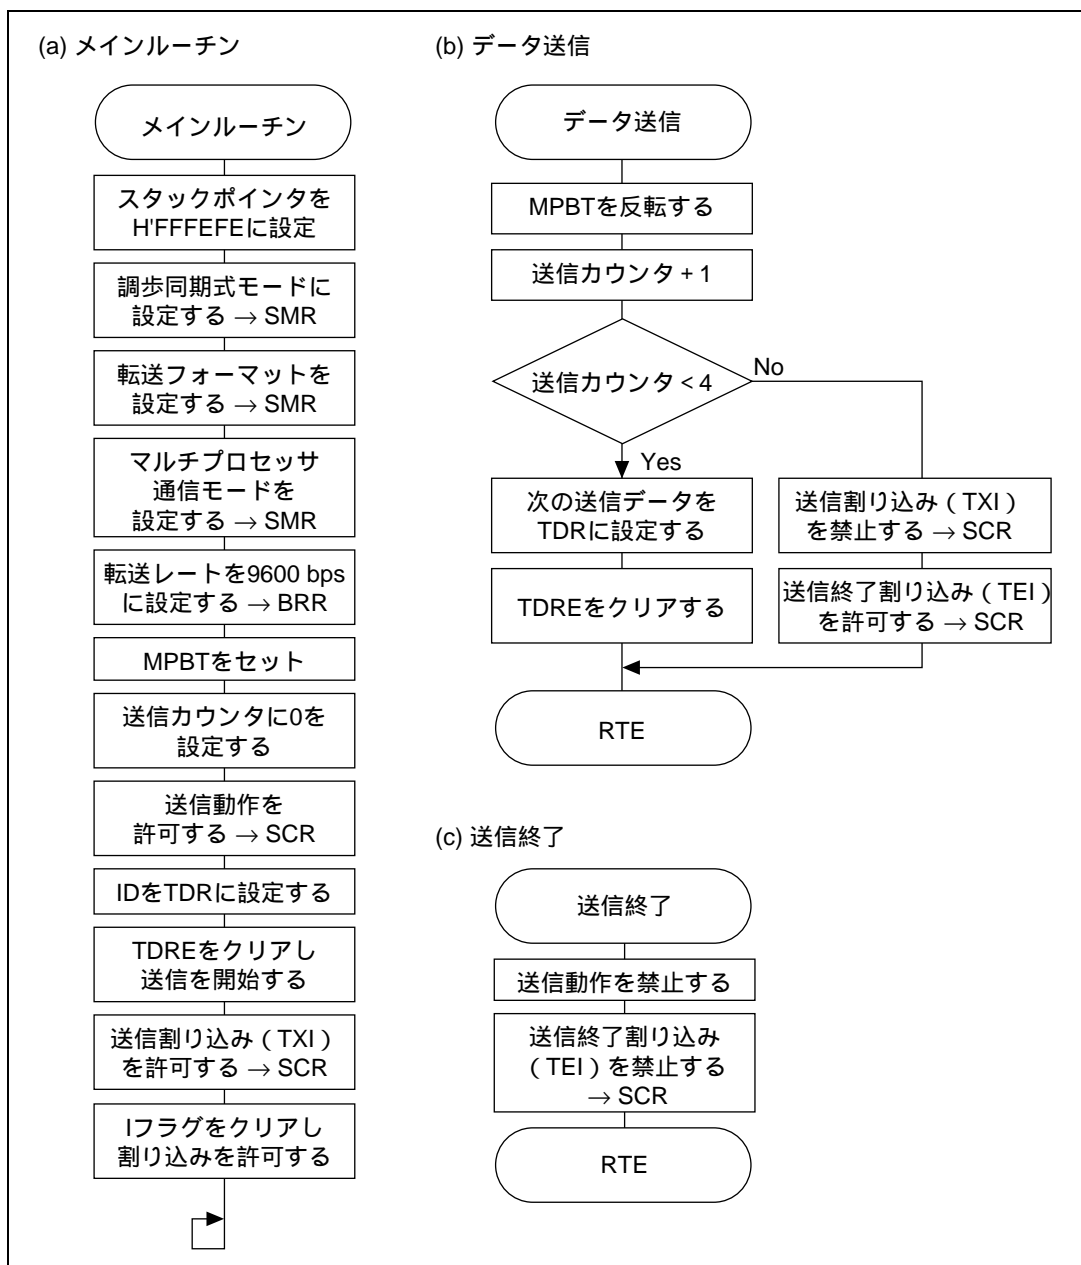 (a) メインルーチン
メインルーチン
スタックポインタを
H'FFFEFEに設定
調歩同期式モードに
設定する → SMR
転送フォーマットを
設定する → SMR
マルチプロセッサ
通信モードを
設定する → SMR
転送レートを9600 bps
に設定する → BRR
MPBTをセット
送信カウンタに0を
設定する
送信動作を
許可する → SCR
IDをTDRに設定する
TDREをクリアし
送信を開始する
送信割り込み（TXI）
を許可する → SCR
Iフラグをクリアし
割り込みを許可する
(b) データ送信
データ送信
MPBTを反転する
送信カウンタ + 1
送信カウンタ < 4
No
Yes
次の送信データを
TDRに設定する
TDREをクリアする
送信割り込み（TXI）
を禁止する → SCR
送信終了割り込み（TEI）
を許可する → SCR
RTE
(c) 送信終了
送信終了
送信動作を禁止する
送信終了割り込み
（TEI）を禁止する
→ SCR
RTE